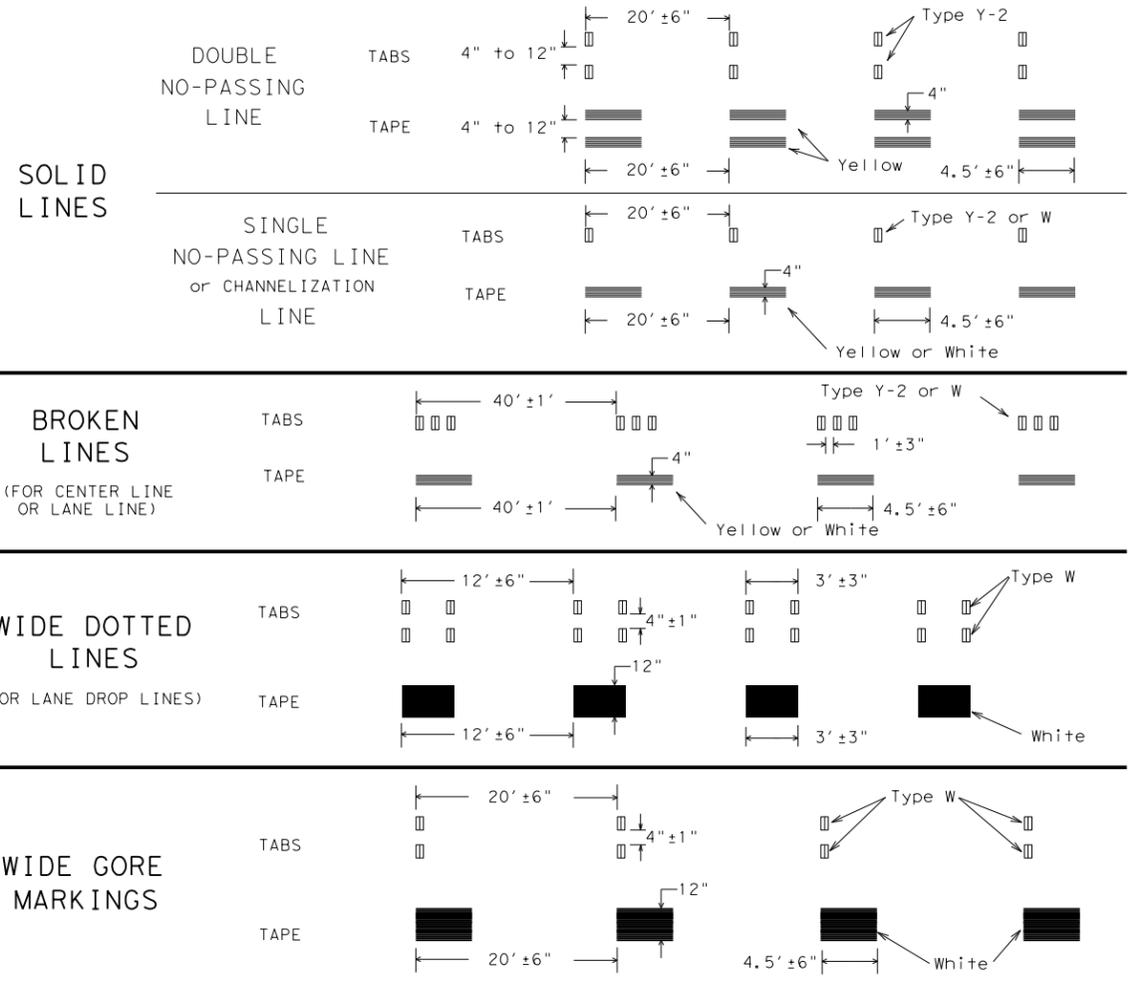 SOLID
LINES
DOUBLE
NO-PASSING
LINE
TABS
4" to 12"
20'±6"
Type Y-2
TAPE
4" to 12"
4"
20'±6"
Yellow
4.5'±6"
SINGLE
NO-PASSING LINE
or CHANNELIZATION
LINE
TABS
20'±6"
Type Y-2 or W
TAPE
4"
20'±6"
4.5'±6"
Yellow or White
BROKEN
LINES
(FOR CENTER LINE
OR LANE LINE)
TABS
40'±1'
Type Y-2 or W
1'±3"
TAPE
4"
40'±1'
4.5'±6"
Yellow or White
WIDE DOTTED
LINES
OR LANE DROP LINES)
TABS
12'±6"
4"±1"
3'±3"
Type W
TAPE
12"
12'±6"
3'±3"
White
WIDE GORE
MARKINGS
TABS
20'±6"
4"±1"
Type W
TAPE
12"
20'±6"
4.5'±6"
White